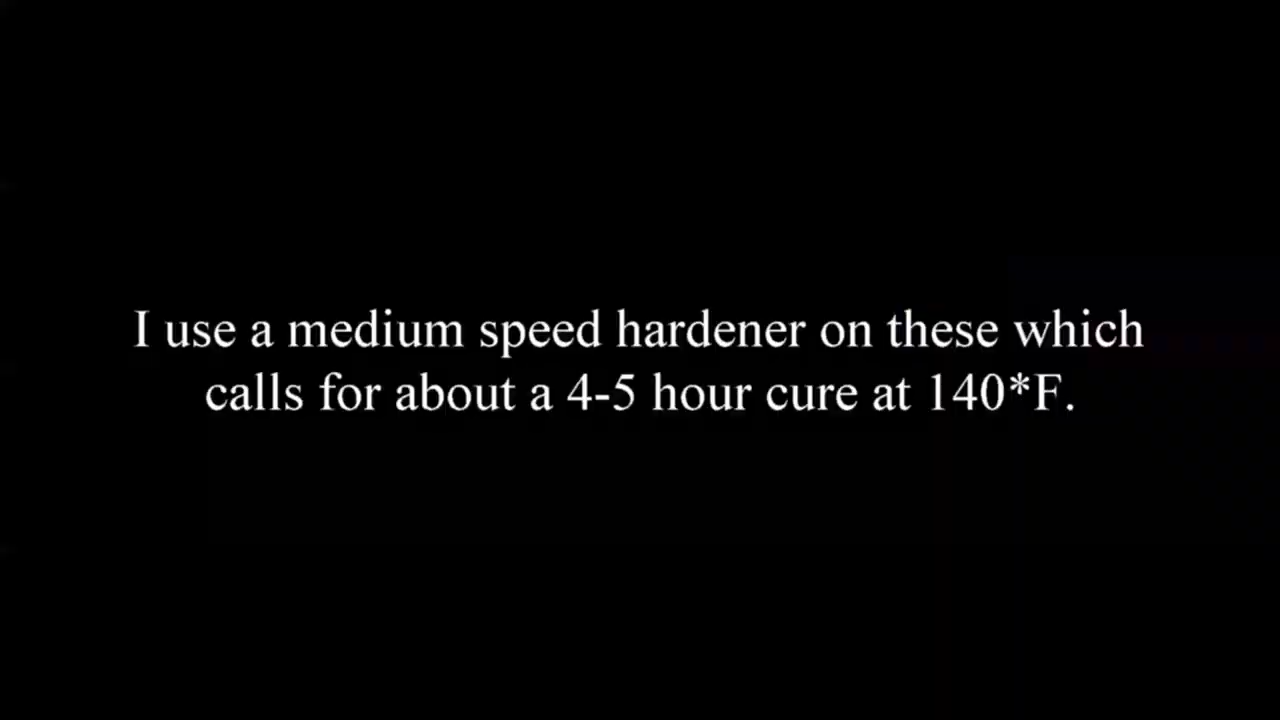 I use a medium speed hardener on these which
calls for about a 4-5 hour cure at 140*F.